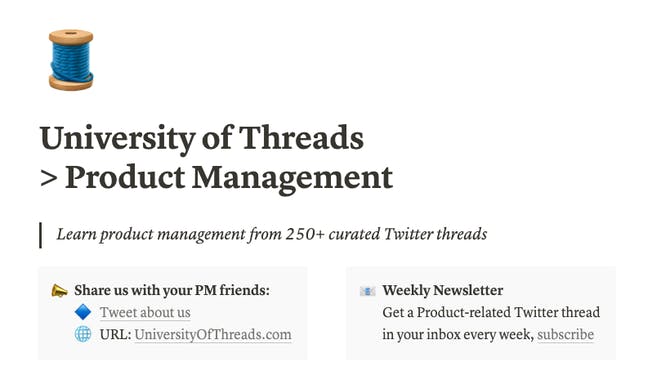 University of Threads
> Product Management
Learn product management from 250+ curated Twitter threads
Share us with your PM friends:
Tweet about us
URL: UniversityOfThreads.com
Weekly Newsletter
Get a Product-related Twitter thread
in your inbox every week, subscribe